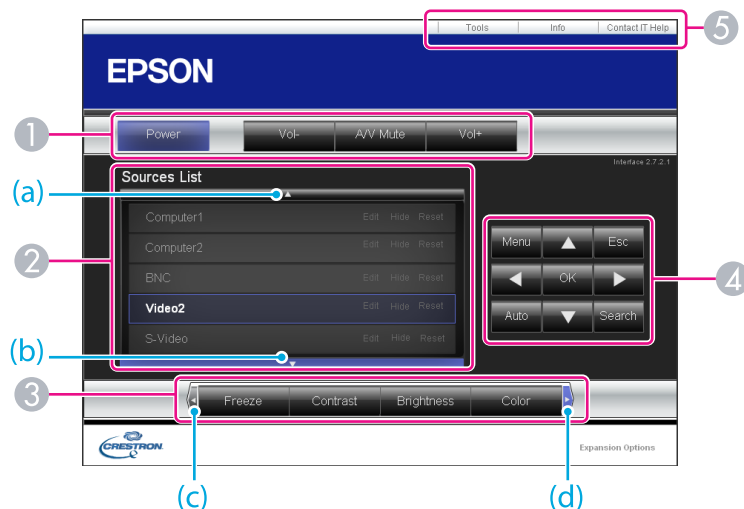 Tools Info Contact IT Help
5
EPSON
1
Power Vol- A/V Mute Vol+
Interface 2.7.2.1
Sources List
(a)
Computer1 Edit Hide Reset
Computer2 Edit Hide Reset
2
BNC Edit Hide Reset
Video2 Edit Hide Reset
S-Video Edit Hide Reset
(b)
Menu Esc
OK
4
Auto Search
3
Freeze Contrast Brightness Color
CRESTRON
Expansion Options
(c) (d)